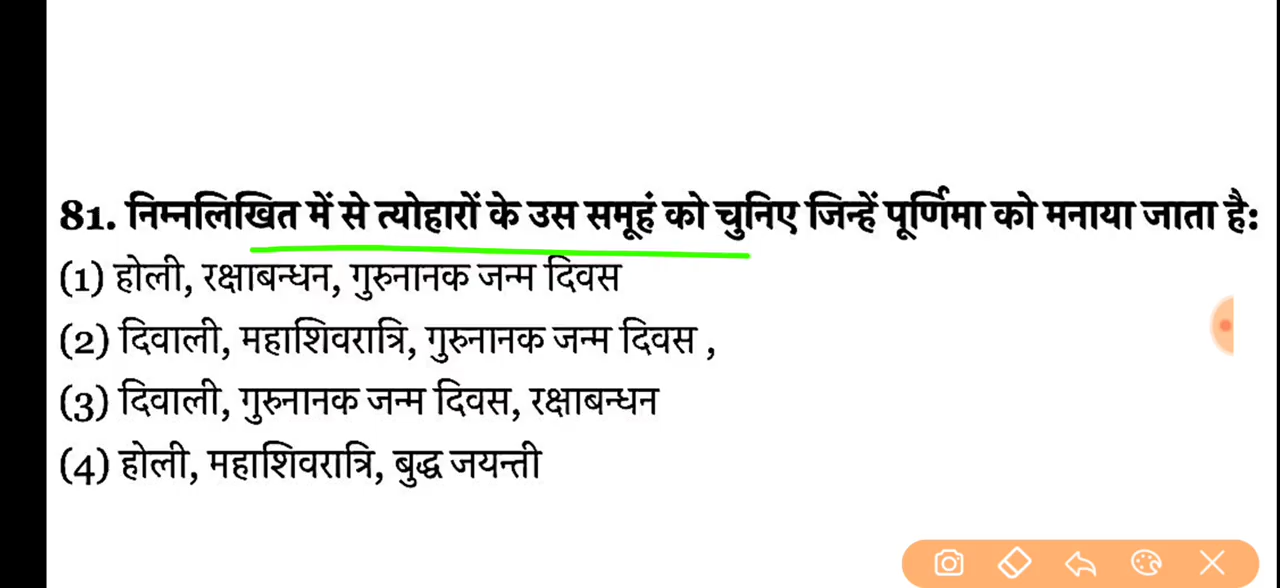 81. निम्नलिखित में से त्योहारों के उस समूहं को चुनिए जिन्हें पूर्णिमा को मनाया जाता है:
(1) होली, रक्षाबन्धन, गुरुनानक जन्म दिवस
(2) दिवाली, महाशिवरात्रि, गुरुनानक जन्म दिवस ,
(3) दिवाली, गुरुनानक जन्म दिवस, रक्षाबन्धन
(4) होली, महाशिवरात्रि, बुद्ध जयन्ती